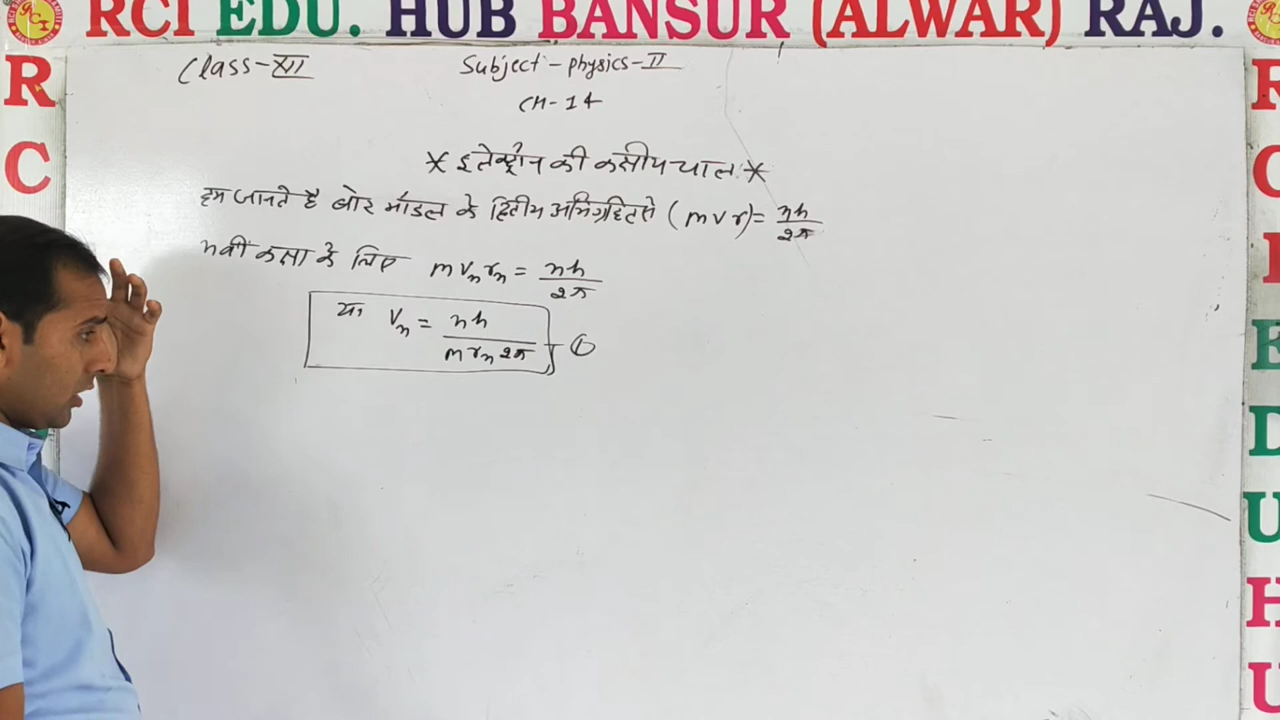 RCI EDU. HUB BANSUR (ALWAR) RAJ.
Class-XII
Subject - physics-II
CH-14
* इलेक्ट्रॉन की कक्षीय चाल *
हम जानते है बोर मॉडल के द्वितीय अभिग्रहित से (mvr) = nh/2π
nवीं कक्षा के लिए mvₙrₙ = nh/2π
या Vₙ = nh/mrₙ2π - ①
R
C
R
C
I
E
D
U
H
U